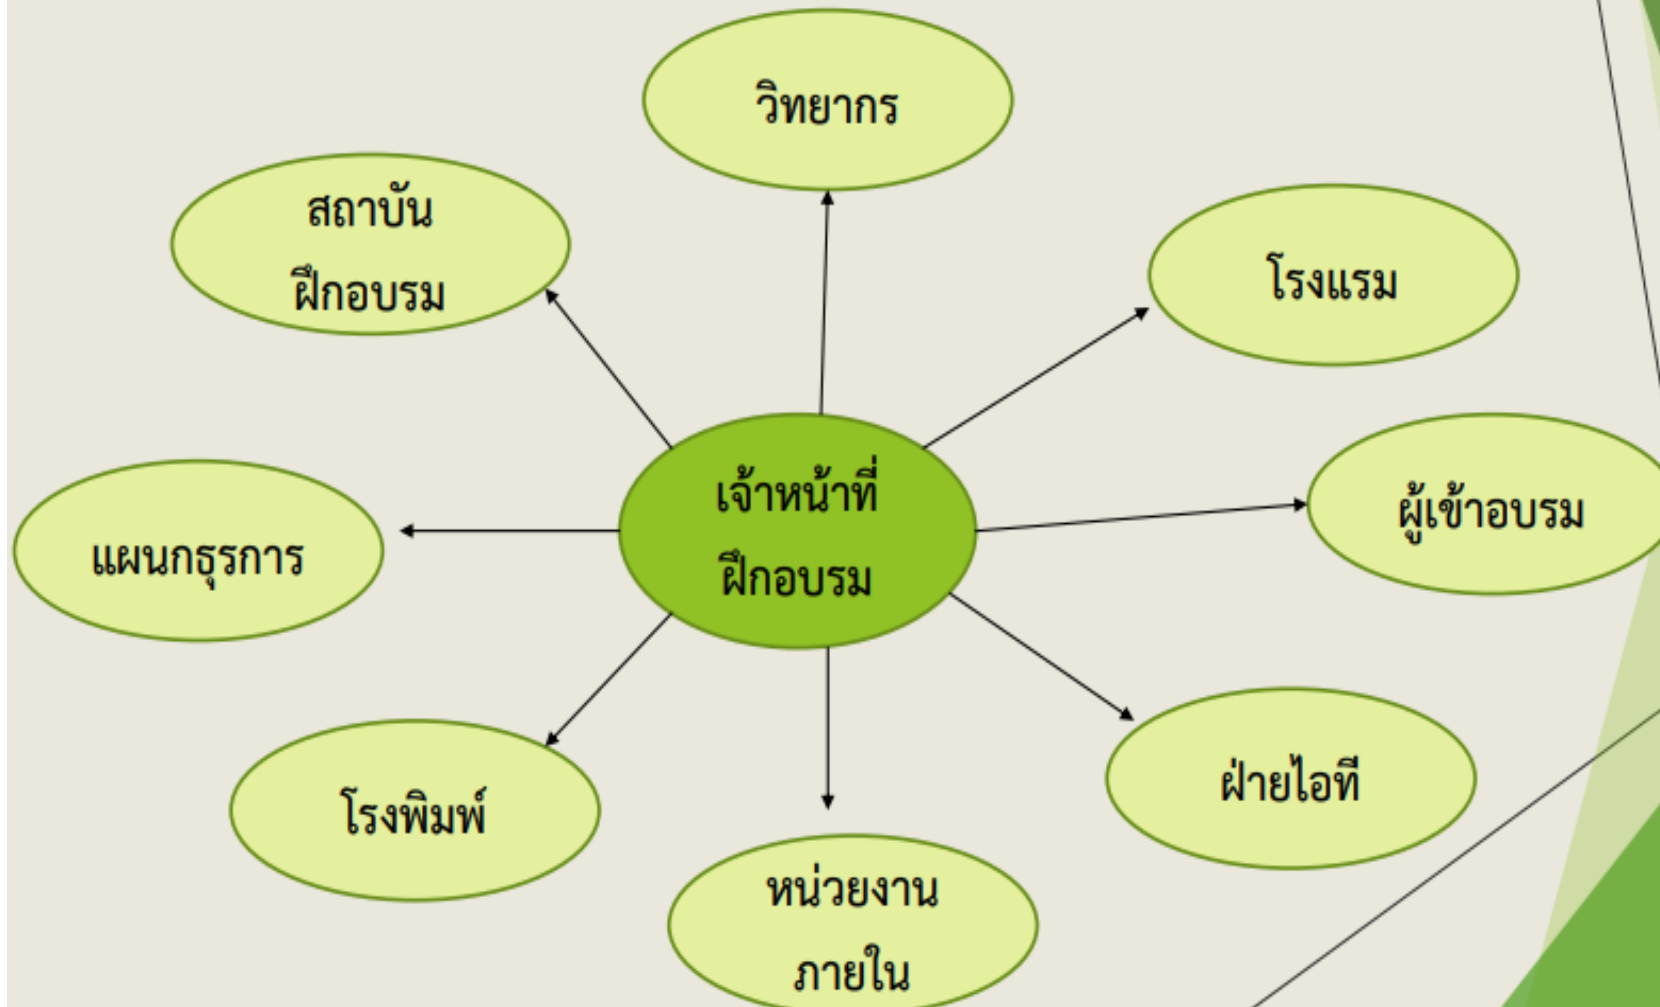 วิทยากร
สถาบัน
ฝึกอบรม
โรงแรม
เจ้าหน้าที่
ฝึกอบรม
ผู้เข้าอบรม
แผนกธุรการ
ฝ่ายไอที
โรงพิมพ์
หน่วยงาน
ภายใน